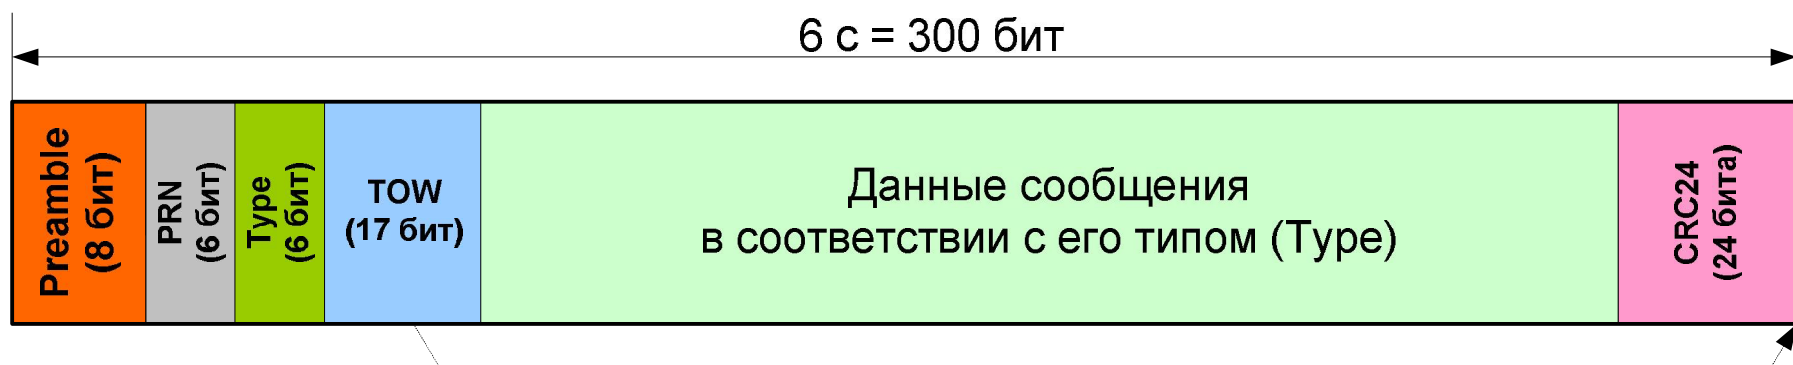 6 с = 300 бит
Preamble
(8 бит)
PRN
(6 бит)
Type
(6 бит)
TOW
(17 бит)
Данные сообщения
в соответствии с его типом (Type)
CRC24
(24 бита)